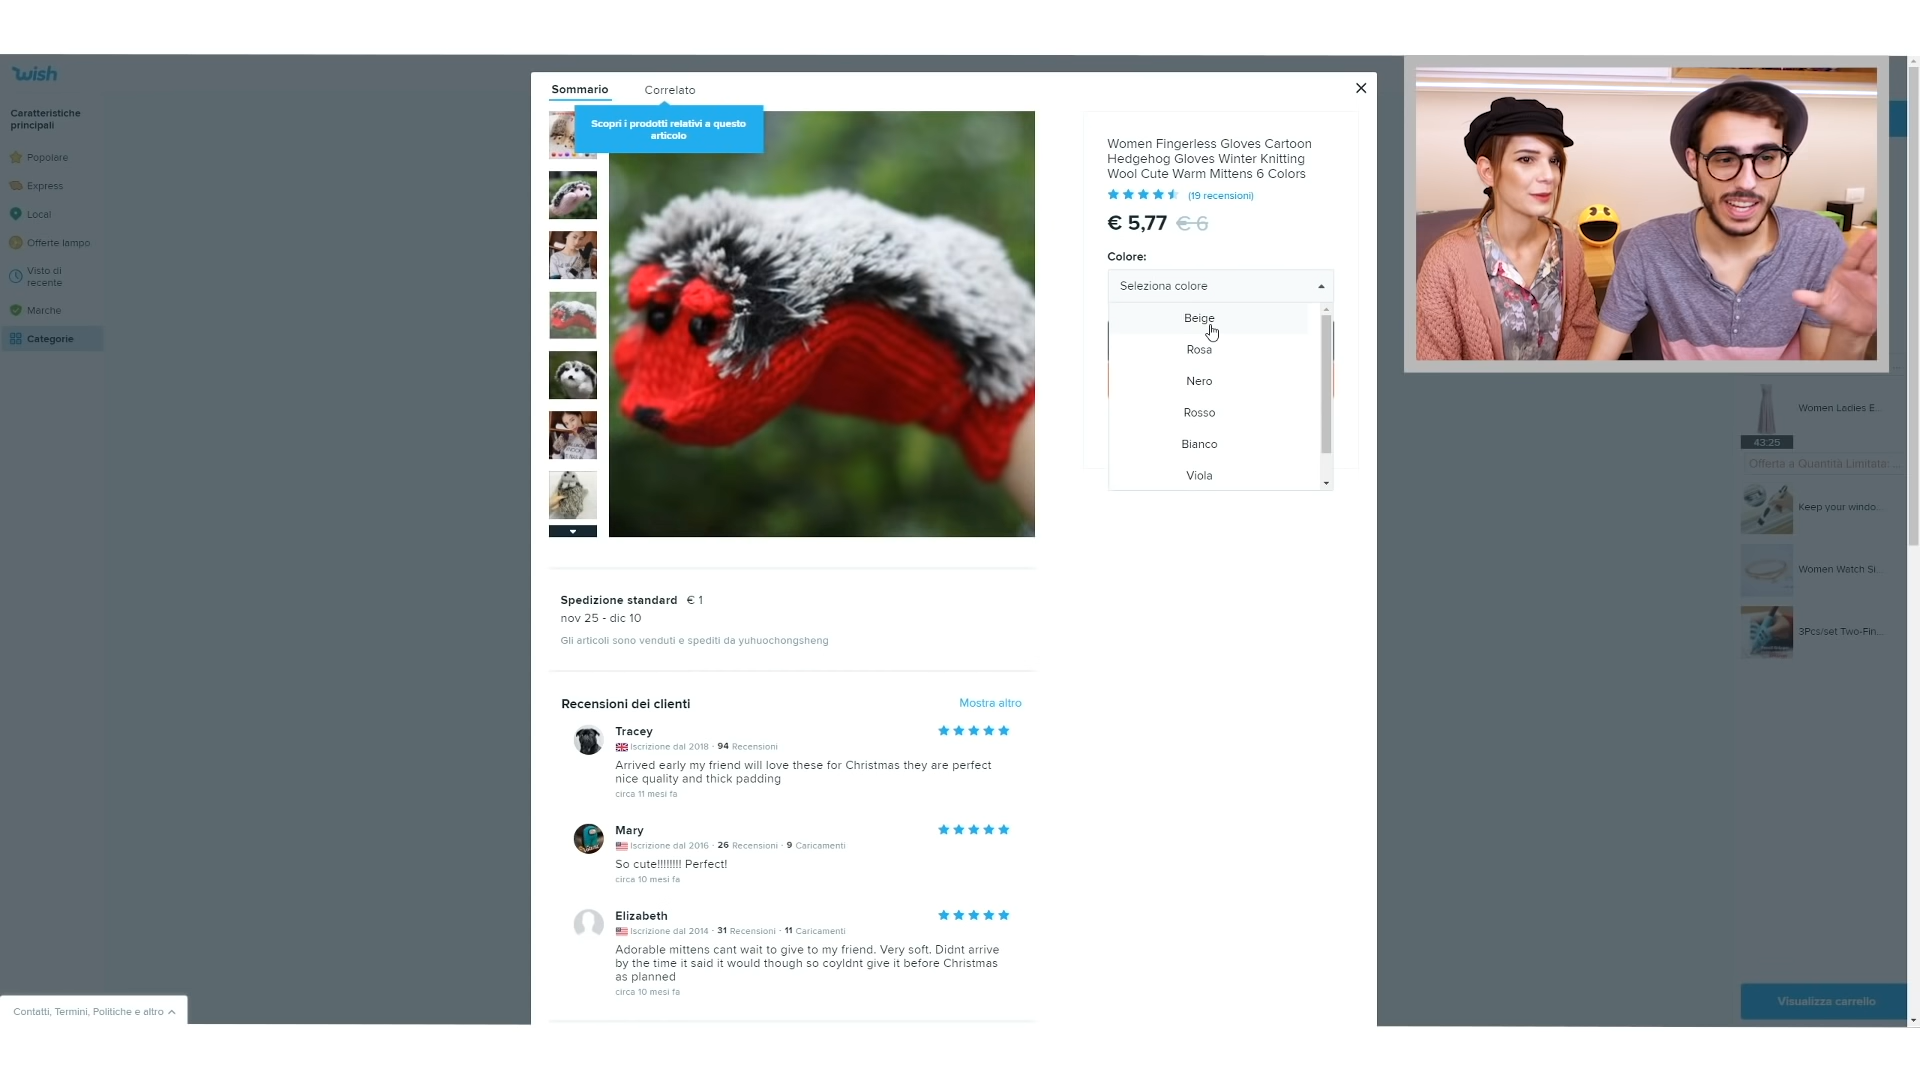 wish
Caratteristiche
principali
Popolare
Express
Local
Offerte lampo
Visto di
recente
Marche
Categorie
Contatti, Termini, Politiche e altro
Sommario
Correlato
Scopri i prodotti relativi a questo
articolo
Women Fingerless Gloves Cartoon
Hedgehog Gloves Winter Knitting
Wool Cute Warm Mittens 6 Colors
(19 recensioni)
€ 5,77 € 6
Colore:
Seleziona colore
Beige
Rosa
Nero
Rosso
Bianco
Viola
Spedizione standard € 1
nov 25 - dic 10
Gli articoli sono venduti e spediti da yuhuochongsheng
Recensioni dei clienti
Mostra altro
Tracey
Iscrizione dal 2018 · 94 Recensioni
Arrived early my friend will love these for Christmas they are perfect
nice quality and thick padding
circa 11 mesi fa
Mary
Iscrizione dal 2016 · 26 Recensioni · 9 Caricamenti
So cute!!!!!!!! Perfect!
circa 10 mesi fa
Elizabeth
Iscrizione dal 2014 · 31 Recensioni · 11 Caricamenti
Adorable mittens cant wait to give to my friend. Very soft. Didnt arrive
by the time it said it would though so coyldnt give it before Christmas
as planned
circa 10 mesi fa
Women Ladies E...
43:25
Offerta a Quantità Limitata: ...
Keep your windo...
Women Watch Si...
3Pcs/set Two-Fin...
Visualizza carrello